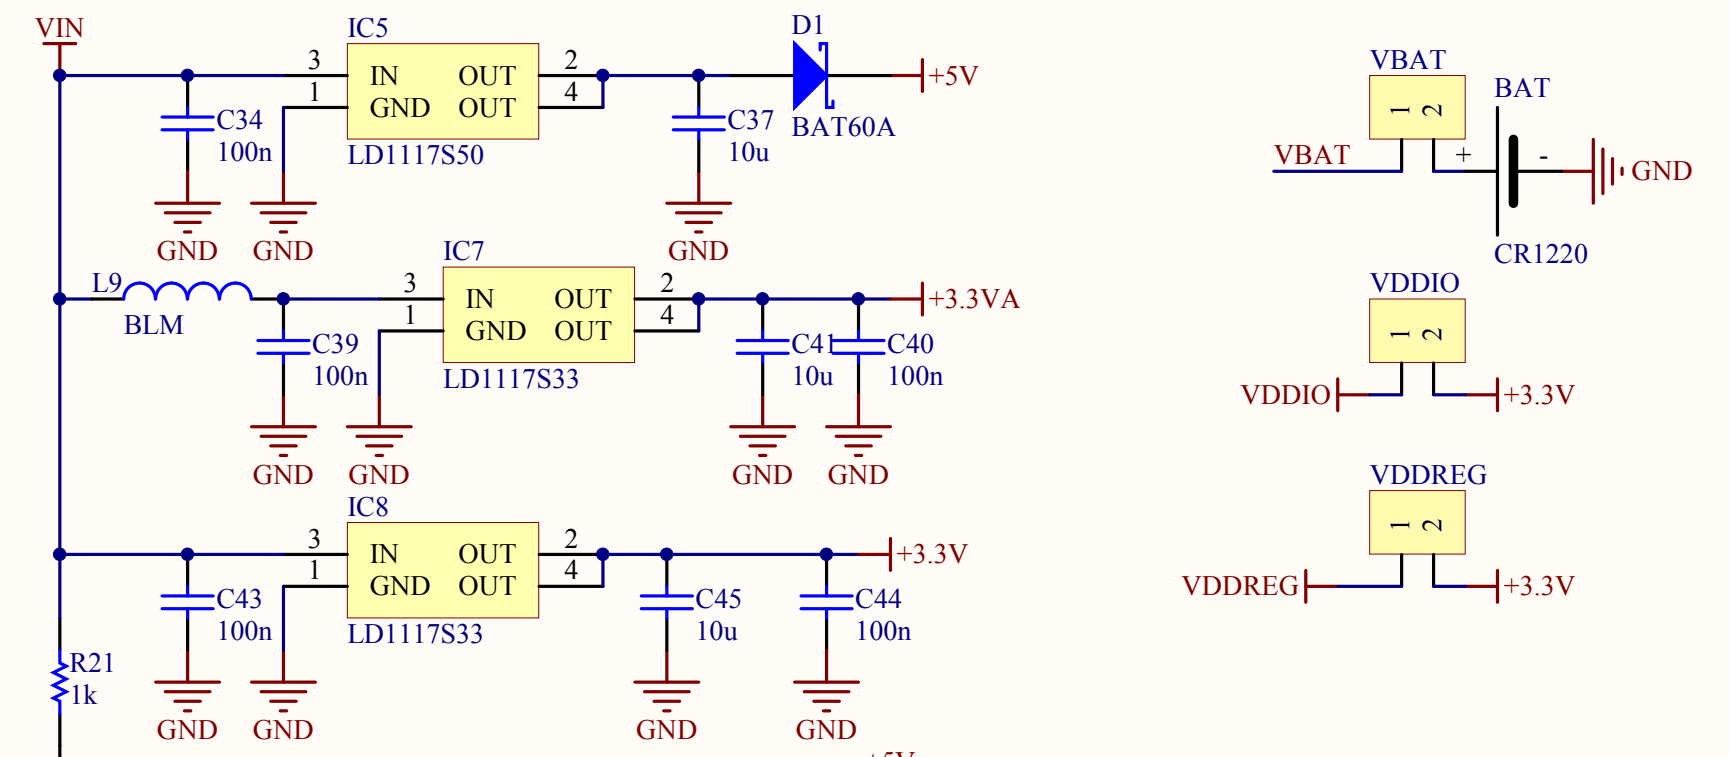 VIN
IC5
3 IN OUT 2
1 GND OUT 4
LD1117S50
C34
100n
GND
GND
C37
10u
GND
D1
BAT60A
+5V
L9
BLM
IC7
3 IN OUT 2
1 GND OUT 4
LD1117S33
C39
100n
GND
GND
C41
10u
GND
C40
100n
GND
+3.3VA
IC8
3 IN OUT 2
1 GND OUT 4
LD1117S33
C43
100n
GND
GND
C45
10u
GND
C44
100n
GND
+3.3V
R21
1k
+5V
VBAT
1 2
VBAT
BAT
+ -
GND
CR1220
VDDIO
1 2
VDDIO
+3.3V
VDDREG
1 2
VDDREG
+3.3V